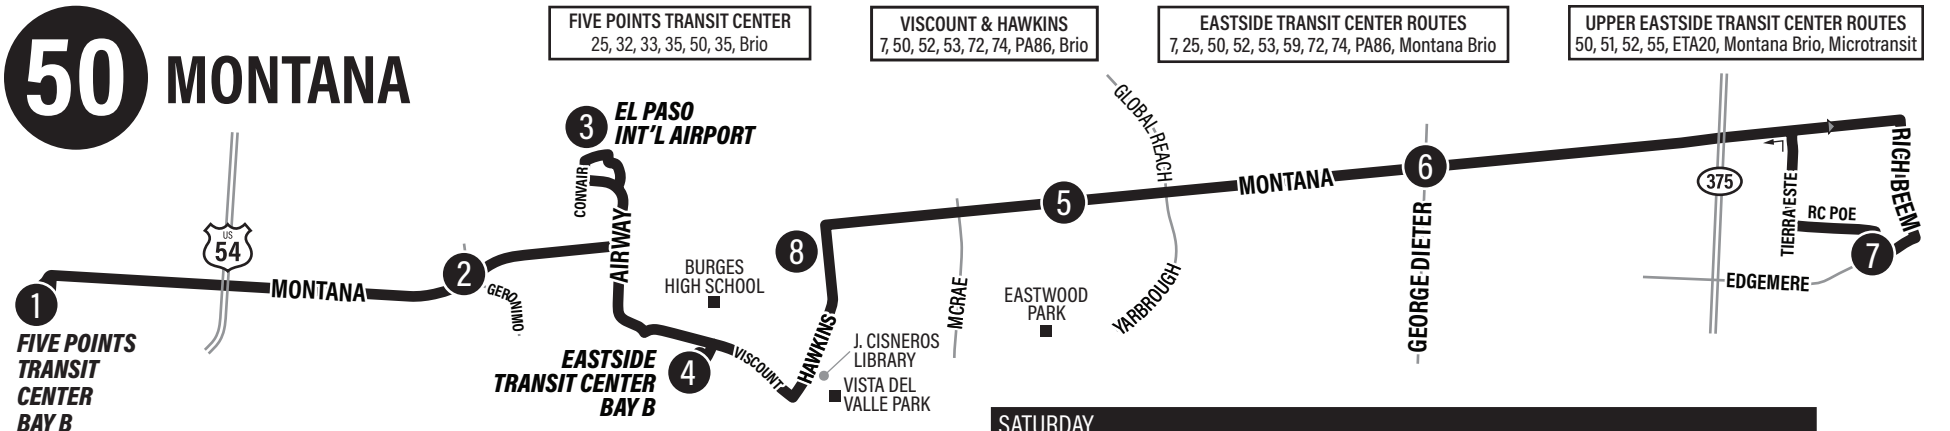 50 MONTANA
FIVE POINTS TRANSIT CENTER
25, 32, 33, 35, 50, 35, Brio
VISCOUNT & HAWKINS
7, 50, 52, 53, 72, 74, PA86, Brio
EASTSIDE TRANSIT CENTER ROUTES
7, 25, 50, 52, 53, 59, 72, 74, PA86, Montana Brio
UPPER EASTSIDE TRANSIT CENTER ROUTES
50, 51, 52, 55, ETA20, Montana Brio, Microtransit
1
FIVE POINTS
TRANSIT
CENTER
BAY B
US
54
MONTANA
2
GERONIMO
3
EL PASO
INT'L AIRPORT
CONVAIR
AIRWAY
BURGES
HIGH SCHOOL
EASTSIDE
TRANSIT CENTER
BAY B
4
VISCOUNT
HAWKINS
8
J. CISNEROS
LIBRARY
VISTA DEL
VALLE PARK
MCRAE
5
EASTWOOD
PARK
GLOBAL REACH
YARBROUGH
MONTANA
6
GEORGE DIETER
375
TIERRA ESTE
RC POE
RICH BEEM
7
EDGEMERE
SATURDAY